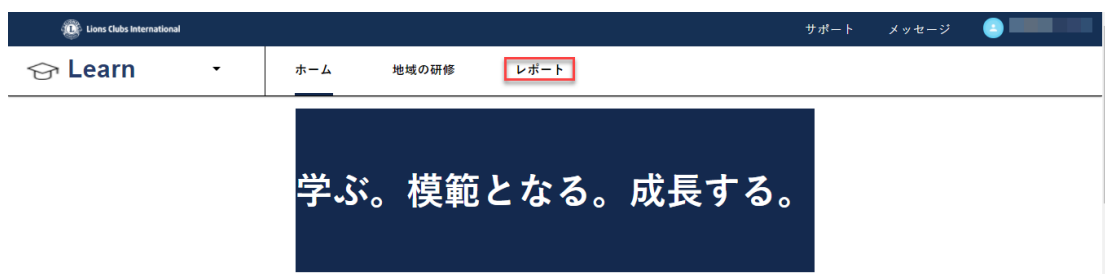 Lions Clubs International サポート メッセージ
Learn ホーム 地域の研修 レポート
学ぶ。模範となる。成長する。